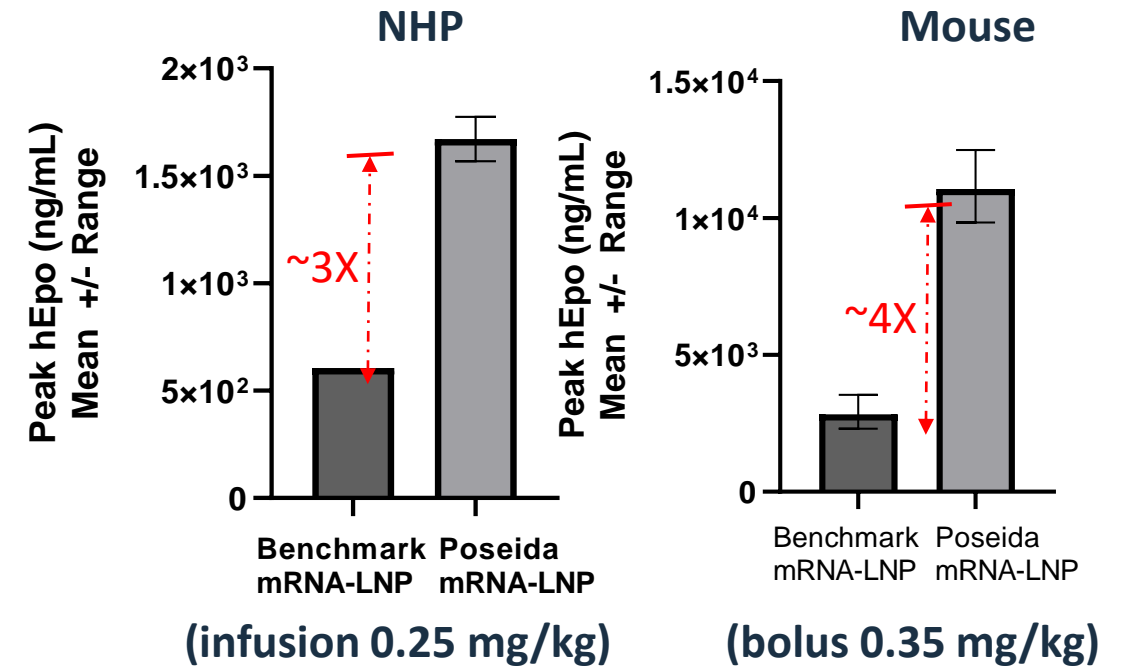 NHP
Peak hEpo (ng/mL)
Mean +/- Range
2×10³
1.5×10³
1×10³
5×10²
0
~3X
Benchmark Poseida
mRNA-LNP mRNA-LNP
(infusion 0.25 mg/kg)
Mouse
Peak hEpo (ng/mL)
Mean +/- Range
1.5×10⁴
1×10⁴
5×10³
0
~4X
Benchmark Poseida
mRNA-LNP mRNA-LNP
(bolus 0.35 mg/kg)